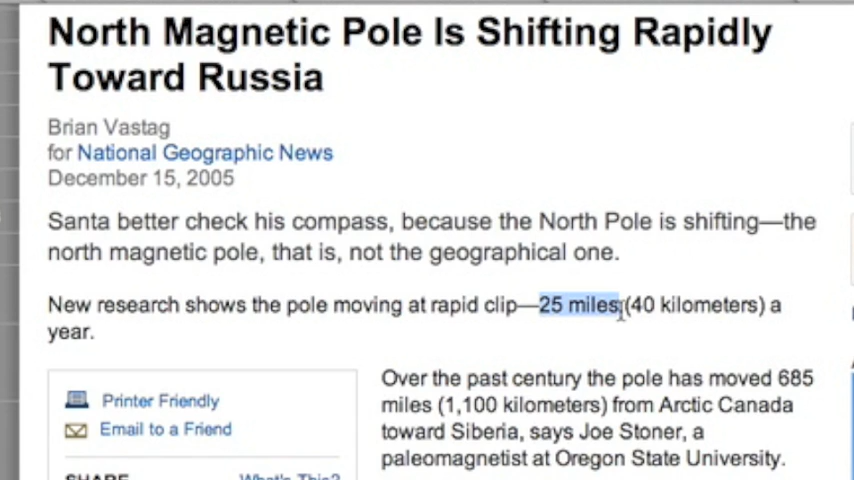 North Magnetic Pole Is Shifting Rapidly
Toward Russia
Brian Vastag
for National Geographic News
December 15, 2005
Santa better check his compass, because the North Pole is shifting—the
north magnetic pole, that is, not the geographical one.
New research shows the pole moving at rapid clip—25 miles (40 kilometers) a
year.
Printer Friendly
Email to a Friend
SHARE What's This?
Over the past century the pole has moved 685
miles (1,100 kilometers) from Arctic Canada
toward Siberia, says Joe Stoner, a
paleomagnetist at Oregon State University.